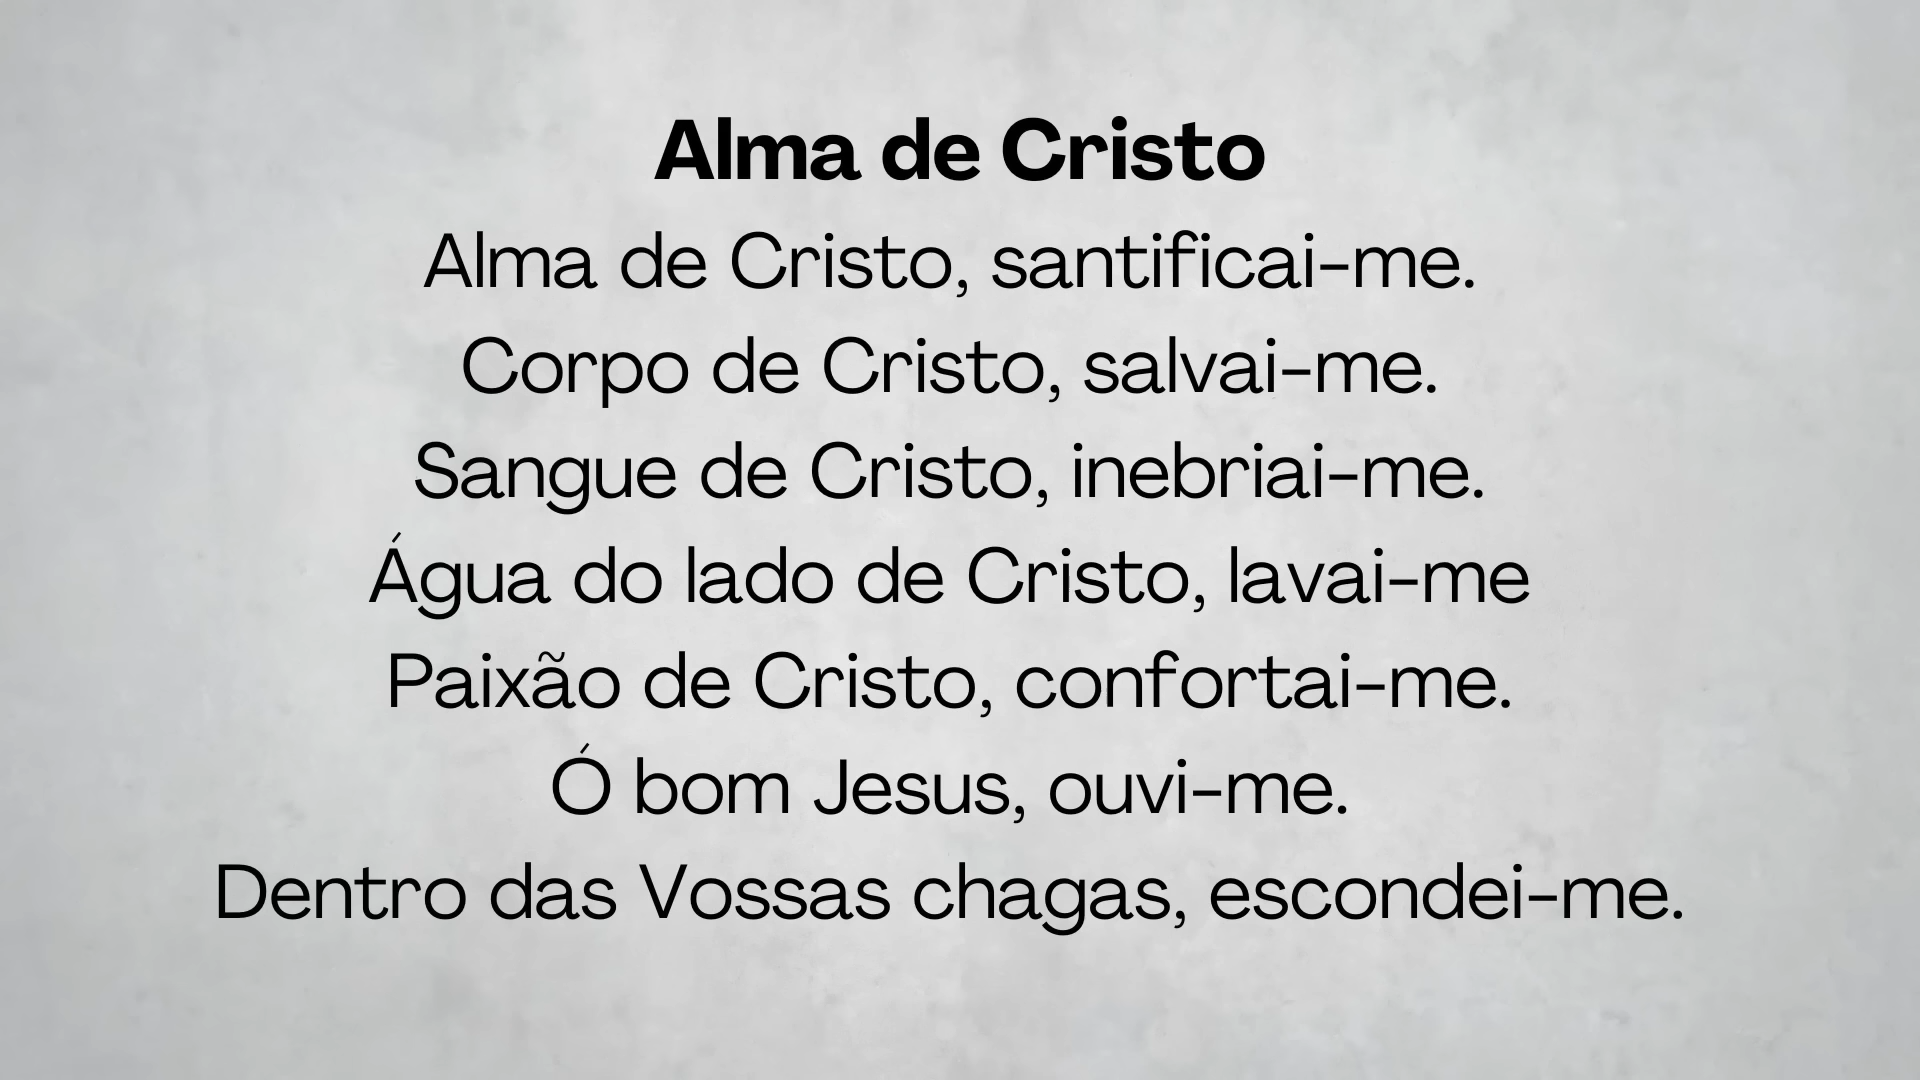 Alma de Cristo
Alma de Cristo, santificai-me.
Corpo de Cristo, salvai-me.
Sangue de Cristo, inebriai-me.
Água do lado de Cristo, lavai-me
Paixão de Cristo, confortai-me.
Ó bom Jesus, ouvi-me.
Dentro das Vossas chagas, escondei-me.